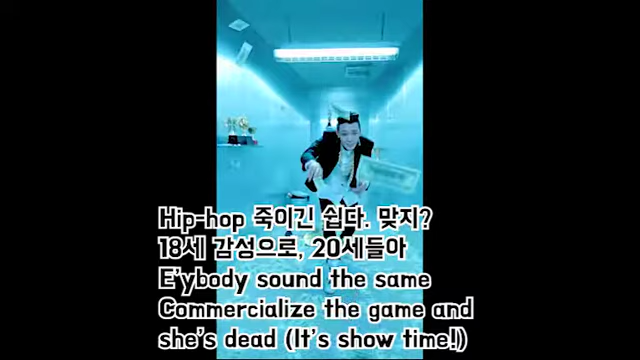 Hip-hop 죽이긴 쉽다. 맞지?
18세 감성으로, 20세들아
E'ybody sound the same
Commercialize the game and
she's dead (It's show time!)